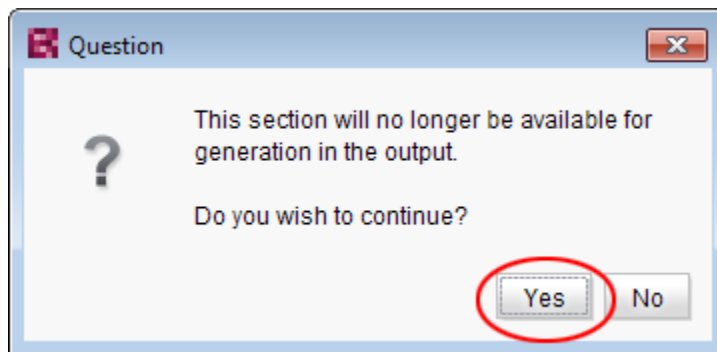 Question
This section will no longer be available for
generation in the output.
Do you wish to continue?
Yes No